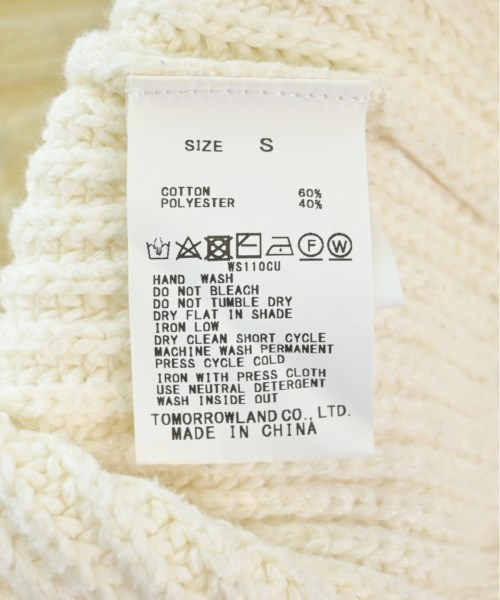 SIZE S
COTTON 60%
POLYESTER 40%
F W
WS110CU
HAND WASH
DO NOT BLEACH
DO NOT TUMBLE DRY
DRY FLAT IN SHADE
IRON LOW
DRY CLEAN SHORT CYCLE
MACHINE WASH PERMANENT
PRESS CYCLE COLD
IRON WITH PRESS CLOTH
USE NEUTRAL DETERGENT
WASH INSIDE OUT
TOMORROWLAND CO., LTD.
MADE IN CHINA